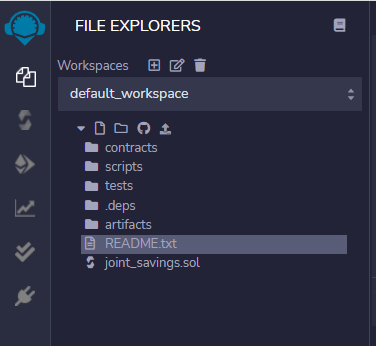 FILE EXPLORERS
Workspaces
default_workspace
contracts
scripts
tests
.deps
artifacts
README.txt
joint_savings.sol